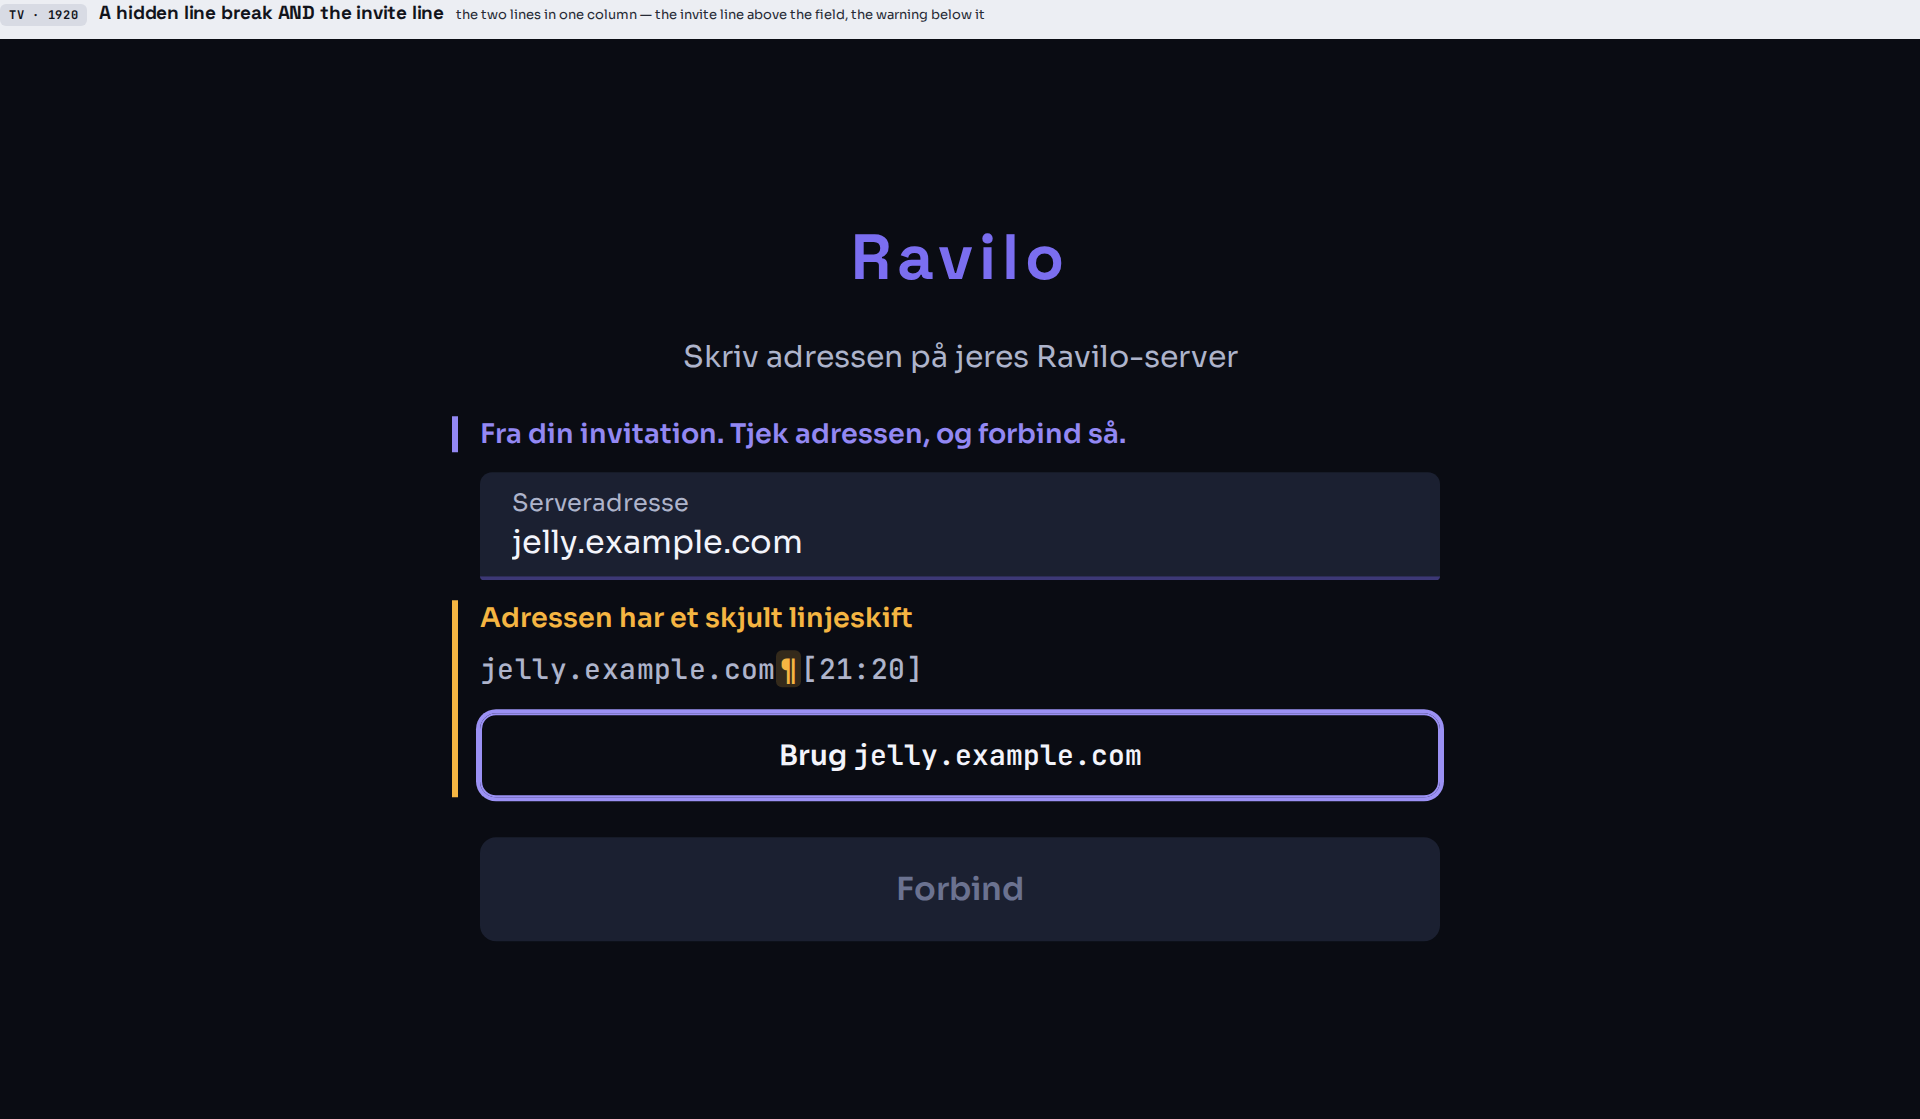 TV · 1920 A hidden line break AND the invite line the two lines in one column — the invite line above the field, the warning below it
Ravilo
Skriv adressen på jeres Ravilo-server
Fra din invitation. Tjek adressen, og forbind så.
Serveradresse
jelly.example.com
Adressen har et skjult linjeskift
jelly.example.com¶[21:20]
Brug jelly.example.com
Forbind